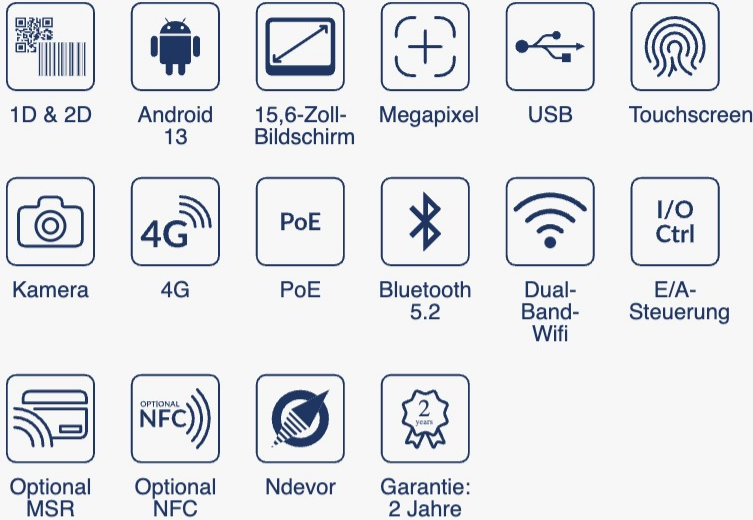 1D & 2D
Android
13
15,6-Zoll-
Bildschirm
Megapixel
USB
Touchscreen
4G
PoE
I/O
Ctrl
Kamera
4G
PoE
Bluetooth
5.2
Dual-
Band-
Wifi
E/A-
Steuerung
OPTIONAL
NFC
2
years
Optional
MSR
Optional
NFC
Ndevor
Garantie:
2 Jahre